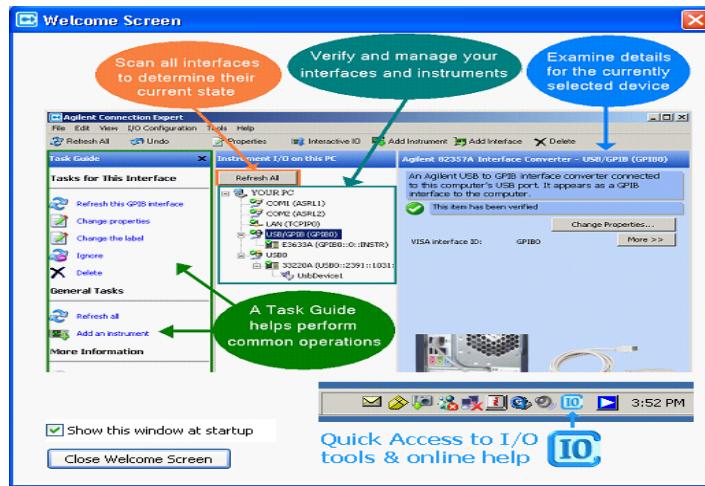 Welcome Screen
Scan all interfaces
to determine their
current state
Verify and manage your
interfaces and instruments
Examine details
for the currently
selected device
Agilent Connection Expert
File Edit View I/O Configuration Tools Help
Refresh All Undo Properties Interactive IO Add Instrument Add Interface Delete
Task Guide
Tasks for This Interface
Refresh this GPIB interface
Change properties
Change the label
Ignore
Delete
General Tasks
Refresh all
Add an instrument
More Information
Instrument I/O on this PC
Refresh All
YOUR PC
COM1 (ASRL1)
COM2 (ASRL2)
LAN (TCPIP0)
USB/GPIB (GPIB0)
E3633A (GPIB0::0::INSTR)
USB0
33220A (USB0::2391::1031:
UsbDevice1
A Task Guide
helps perform
common operations
Agilent 82357A Interface Converter - USB/GPIB (GPIB0)
An Agilent USB to GPIB interface converter connected
to this computer's USB port. It appears as a GPIB
interface to the computer.
This item has been verified
Change Properties...
VISA interface ID: GPIB0
More >>
IO
3:52 PM
Show this window at startup
Close Welcome Screen
Quick Access to I/O
tools & online help
IO